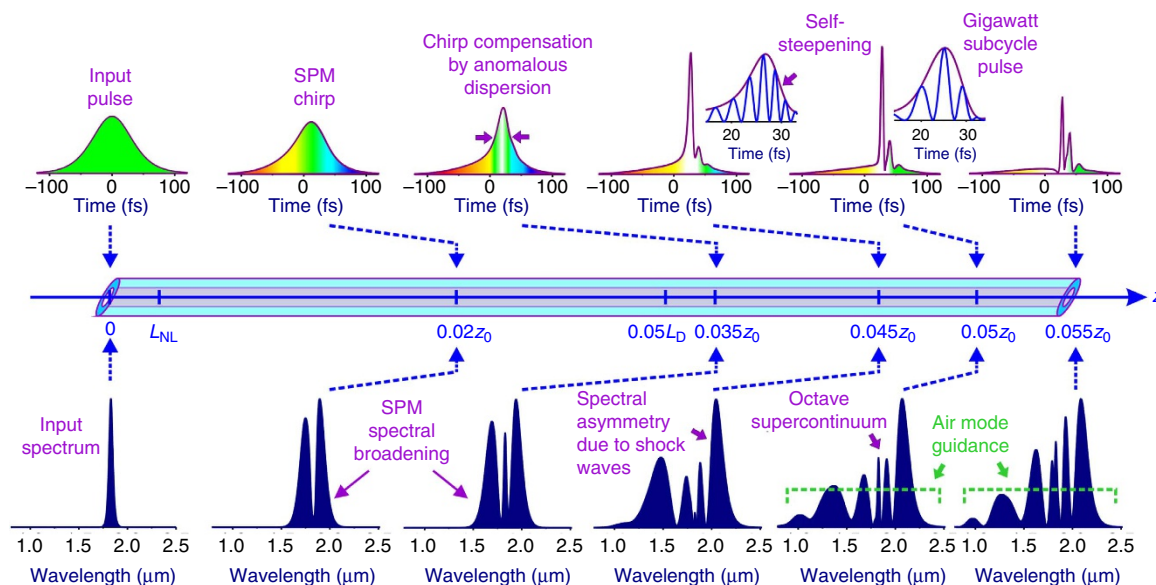 Input
pulse
SPM
chirp
Chirp compensation
by anomalous
dispersion
Self-
steepening
Gigawatt
subcycle
pulse
20 30
Time (fs)
20 30
Time (fs)
−100 0 100
−100 0 100
−100 0 100
−100 0 100
−100 0 100
−100 0 100
Time (fs)
Time (fs)
Time (fs)
Time (fs)
Time (fs)
Time (fs)
z
0
L_NL
0.02z_0
0.05L_D
0.035z_0
0.045z_0
0.05z_0
0.055z_0
Input
spectrum
SPM
spectral
broadening
Spectral
asymmetry
due to shock
waves
Octave
supercontinuum
Air mode
guidance
1.0 1.5 2.0 2.5
1.0 1.5 2.0 2.5
1.0 1.5 2.0 2.5
1.0 1.5 2.0 2.5
1.0 1.5 2.0 2.5
1.0 1.5 2.0 2.5
Wavelength (μm)
Wavelength (μm)
Wavelength (μm)
Wavelength (μm)
Wavelength (μm)
Wavelength (μm)